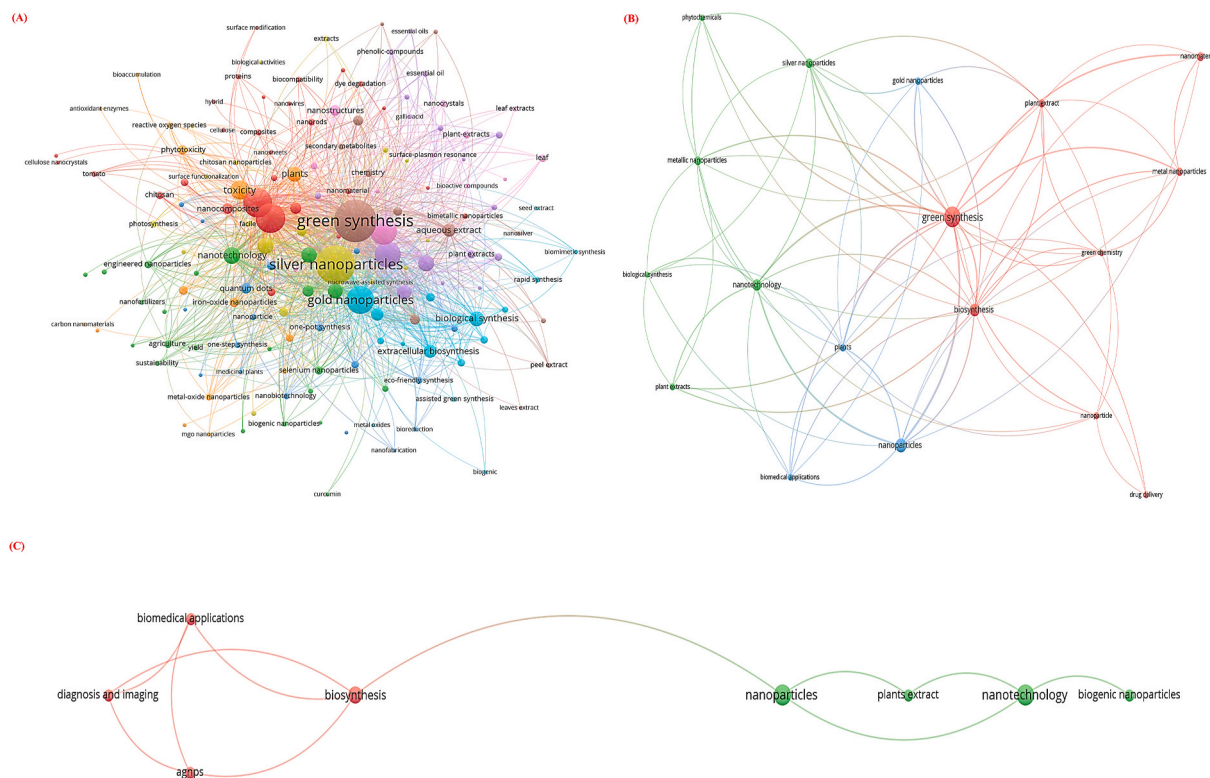 (A)
surface modification
essential oils
extracts
biological activities
phenolic-compounds
bioaccumulation
proteins
biocompatibility
dye degradation
essential oil
antioxidant enzymes
hybrid
nanowires
nanostructures
nanocrystals
leaf extracts
nanorods
gallic acid
reactive oxygen species
cellulose
composites
plant-extracts
phytotoxicity
nanosheets
secondary metabolites
surface-plasmon resonance
leaf
cellulose nanocrystals
chitosan nanoparticles
tomato
surface functionalization
plants
chemistry
bioactive compounds
chitosan
toxicity
nanomaterial
nanocomposites
seed extract
photosynthesis
facile
green synthesis
bimetallic nanoparticles
aqueous extract
nanosilver
nanotechnology
plant extracts
biomimetic synthesis
engineered nanoparticles
silver nanoparticles
rapid synthesis
quantum dots
microwave-assisted synthesis
nanofactilizers
iron-oxide nanoparticles
gold nanoparticles
nanoparticle
biological synthesis
carbon nanomaterials
one-pot synthesis
agriculture
yield
one-step synthesis
extracellular biosynthesis
sustainability
medicinal plants
selenium nanoparticles
peel extract
eco-friendly synthesis
metal-oxide nanoparticles
nanobiotechnology
assisted green synthesis
leaves extract
mgo nanoparticles
biogenic nanoparticles
metal oxides
bioreduction
nanofabrication
biogenic
curcumin
(B)
phytochemicals
silver nanoparticles
gold nanoparticles
nanomater
plant extract
metallic nanoparticles
metal nanoparticles
green synthesis
green chemistry
biological synthesis
nanotechnology
biosynthesis
plants
plant extracts
nanoparticle
nanoparticles
biomedical applications
drug delivery
(C)
biomedical applications
diagnosis and imaging
biosynthesis
agnps
nanoparticles
plants extract
nanotechnology
biogenic nanoparticles